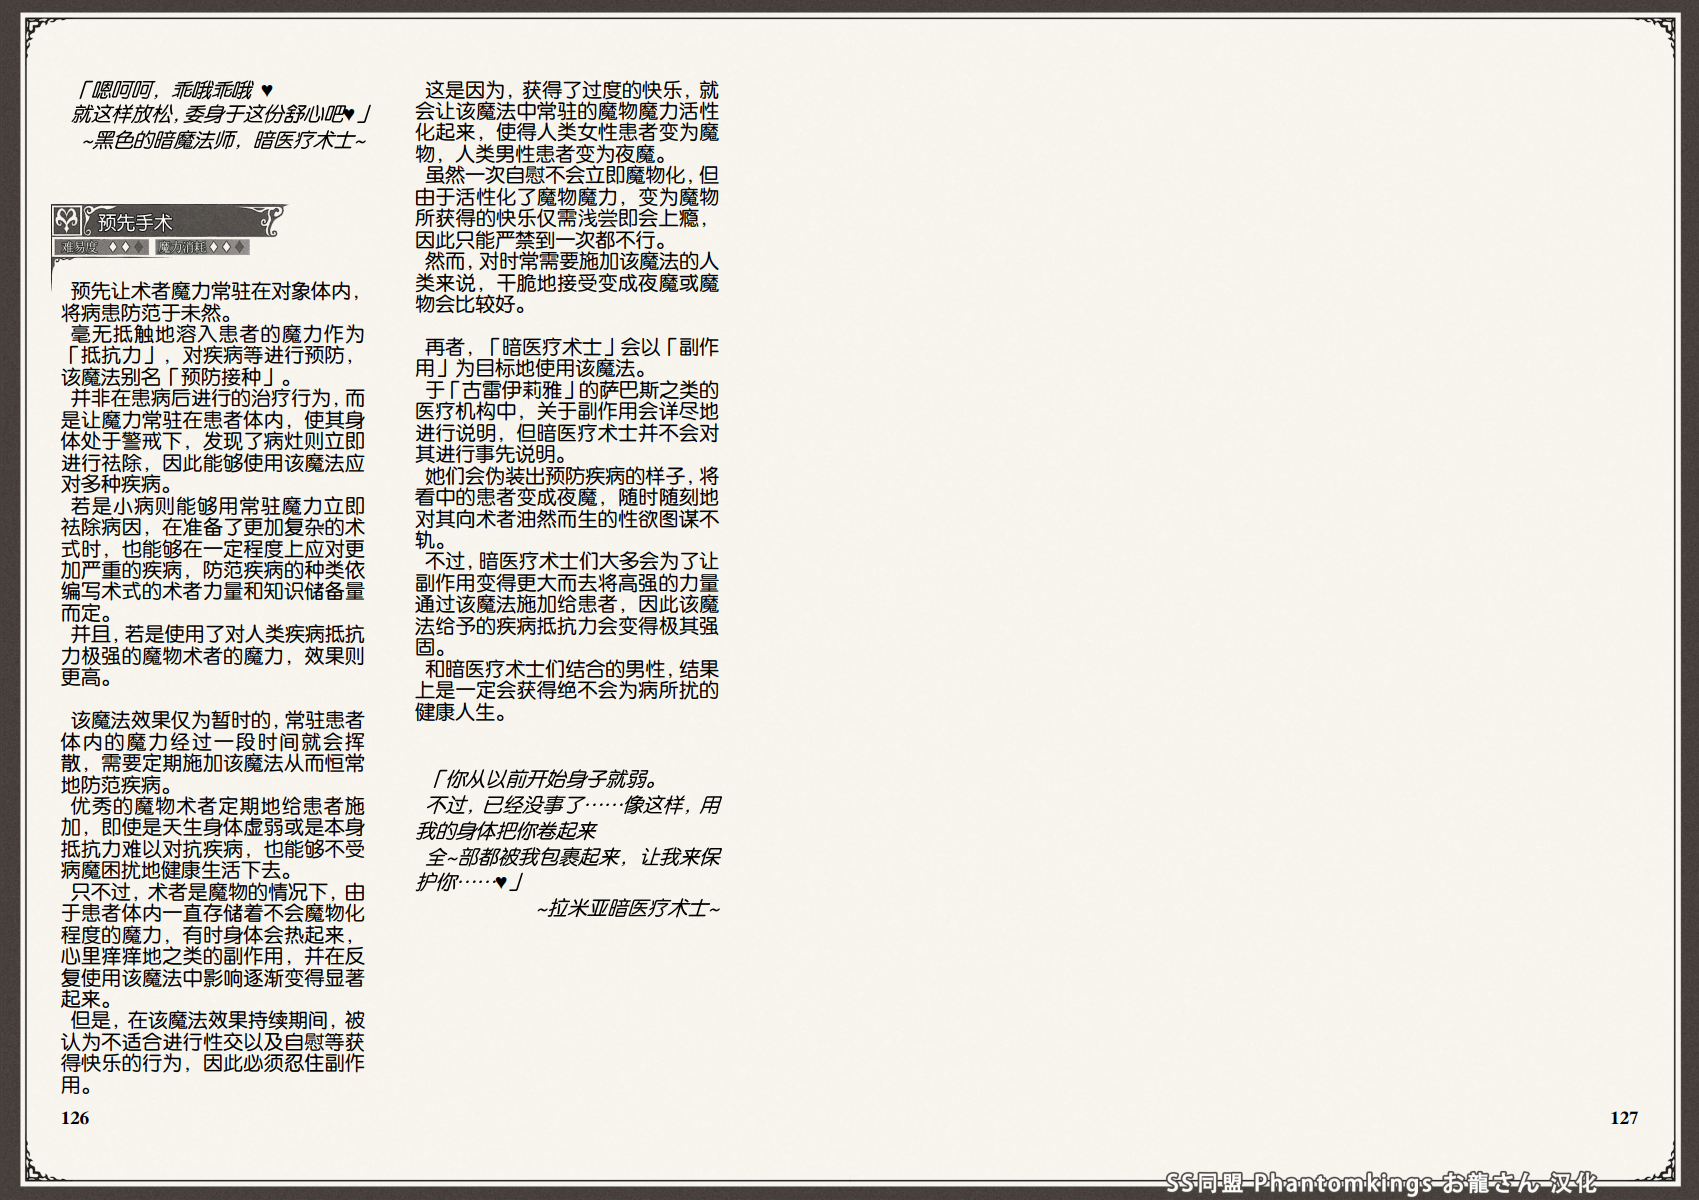 「嗯呵呵，乖哦乖哦 ♥
就这样放松，委身于这份舒心吧♥」
~黑色的暗魔法师，暗医疗术士~
预先手术
难易度 ♦♦♦ 魔力消耗 ♦♦♦
预先让术者魔力常驻在对象体内，
将病患防范于未然。
毫无抵触地溶入患者的魔力作为
「抵抗力」，对疾病等进行预防，
该魔法别名「预防接种」。
并非在患病后进行的治疗行为，而
是让魔力常驻在患者体内，使其身
体处于警戒下，发现了病灶则立即
进行祛除，因此能够使用该魔法应
对多种疾病。
若是小病则能够用常驻魔力立即
祛除病因，在准备了更加复杂的术
式时，也能够在一定程度上应对更
加严重的疾病，防范疾病的种类依
编写术式的术者力量和知识储备量
而定。
并且，若是使用了对人类疾病抵抗
力极强的魔物术者的魔力，效果则
更高。
该魔法效果仅为暂时的，常驻患者
体内的魔力经过一段时间就会挥
散，需要定期施加该魔法从而恒常
地防范疾病。
优秀的魔物术者定期地给患者施
加，即使是天生身体虚弱或是本身
抵抗力难以对抗疾病，也能够不受
病魔困扰地健康生活下去。
只不过，术者是魔物的情况下，由
于患者体内一直存储着不会魔物化
程度的魔力，有时身体会热起来，
心里痒痒地之类的副作用，并在反
复使用该魔法中影响逐渐变得显著
起来。
但是，在该魔法效果持续期间，被
认为不适合进行性交以及自慰等获
得快乐的行为，因此必须忍住副作
用。
126
这是因为，获得了过度的快乐，就
会让该魔法中常驻的魔物魔力活性
化起来，使得人类女性患者变为魔
物，人类男性患者变为夜魔。
虽然一次自慰不会立即魔物化，但
由于活性化了魔物魔力，变为魔物
所获得的快乐仅需浅尝即会上瘾，
因此只能严禁到一次都不行。
然而，对时常需要施加该魔法的人
类来说，干脆地接受变成夜魔或魔
物会比较好。
再者，「暗医疗术士」会以「副作
用」为目标地使用该魔法。
于「古雷伊莉雅」的萨巴斯之类的
医疗机构中，关于副作用会详尽地
进行说明，但暗医疗术士并不会对
其进行事先说明。
她们会伪装出预防疾病的样子，将
看中的患者变成夜魔，随时随刻地
对其向术者油然而生的性欲图谋不
轨。
不过，暗医疗术士们大多会为了让
副作用变得更大而去将高强的力量
通过该魔法施加给患者，因此该魔
法给予的疾病抵抗力会变得极其强
固。
和暗医疗术士们结合的男性，结果
上是一定会获得绝不会为病所扰的
健康人生。
「你从以前开始身子就弱。
不过，已经没事了……像这样，用
我的身体把你卷起来
全~部都被我包裹起来，让我来保
护你……♥」
~拉米亚暗医疗术士~
127
SS同盟 Phantomkings お龍さん 汉化